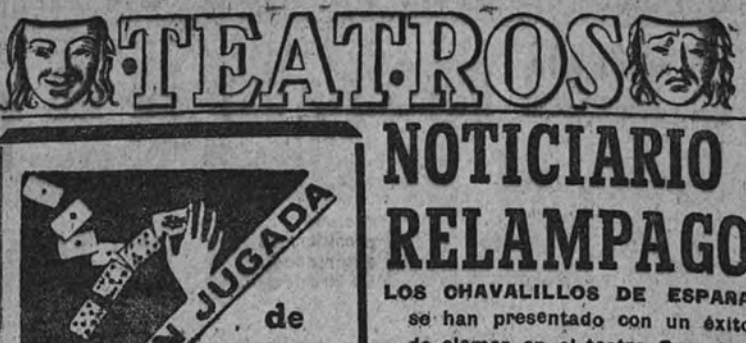 TEATROS
JUGADA
de
NOTICIARIO
RELAMPAGO
LOS CHAVALILLOS DE ESPAÑA
se han presentado con un éxito